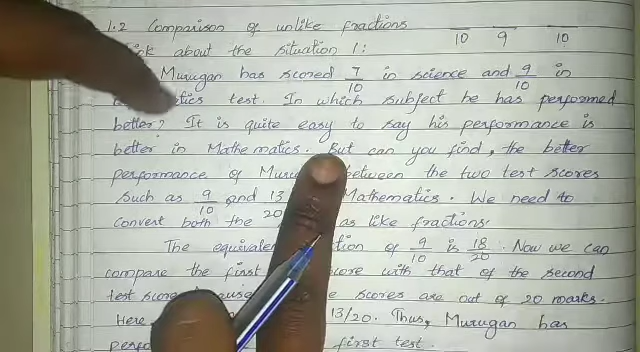 1.2 Comparison of unlike fractions
10 9 10
about the situation 1:
Murugan has scored 7/10 in science and 9/10 in
test. In which subject he has performed
better? It is quite easy to say his performance is
better in Mathematics. But can you find, the better
performance of between the two test scores
such as 9/10 and 13/20 Mathematics. We need to
convert both the as like fractions.
The of 9/10 is 18/20. Now we can
compare the first with that of the second
test scores are out of 20 marks.
Here, 13/20. Thus, Murugan has
first test.